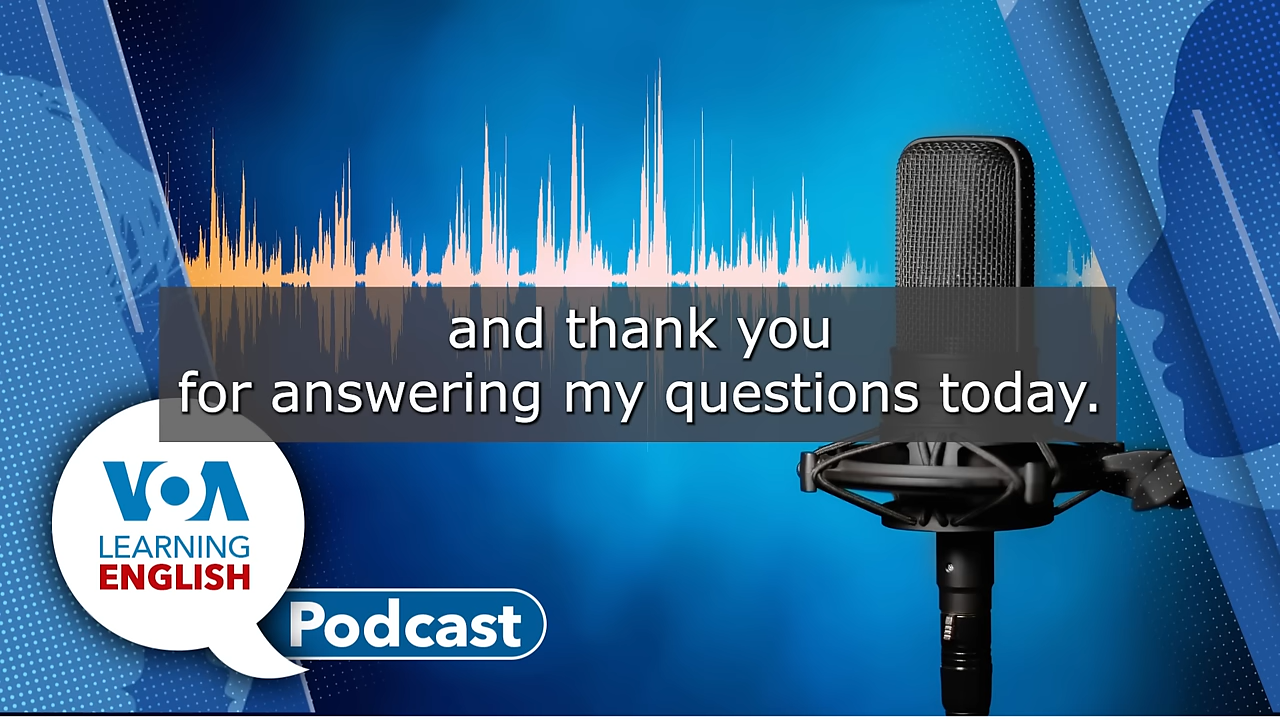 and thank you
for answering my questions today.
VOA
LEARNING
ENGLISH
Podcast